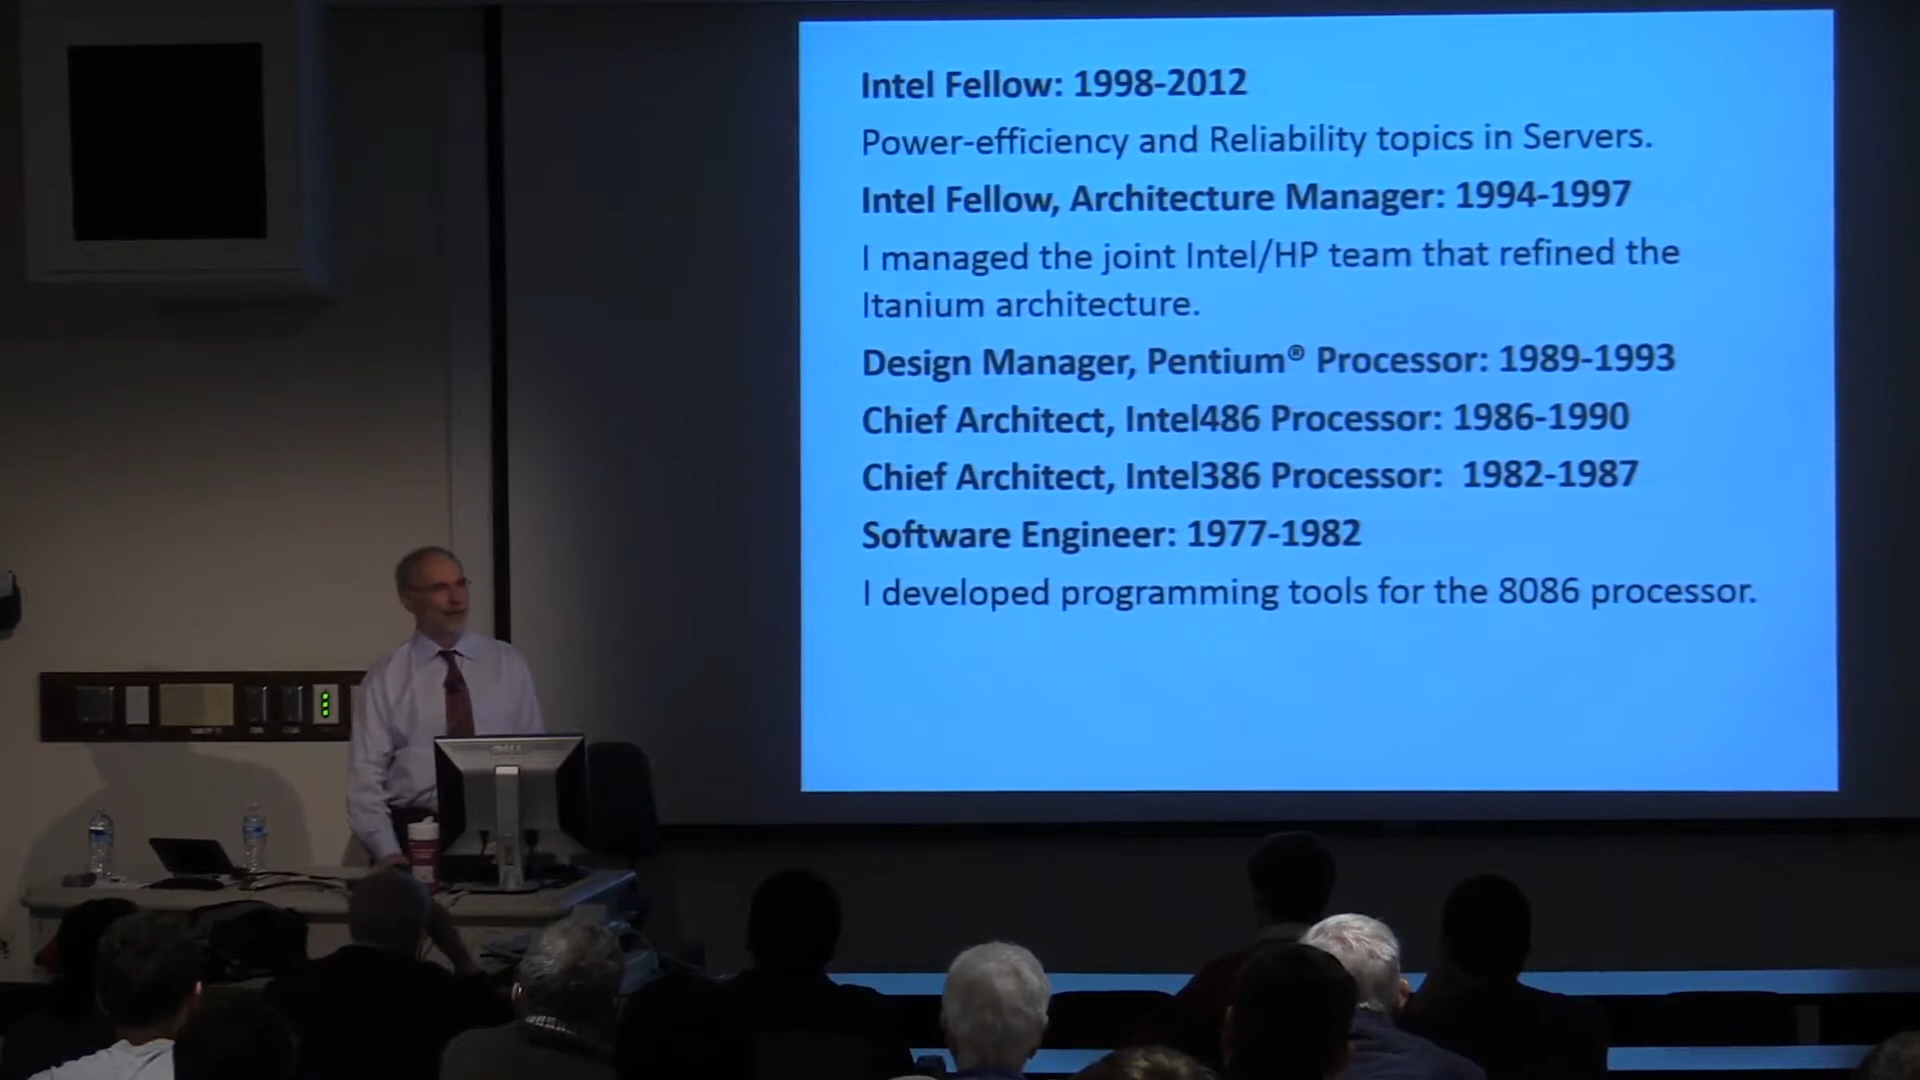 Intel Fellow: 1998-2012
Power-efficiency and Reliability topics in Servers.
Intel Fellow, Architecture Manager: 1994-1997
I managed the joint Intel/HP team that refined the
Itanium architecture.
Design Manager, Pentium® Processor: 1989-1993
Chief Architect, Intel486 Processor: 1986-1990
Chief Architect, Intel386 Processor:  1982-1987
Software Engineer: 1977-1982
I developed programming tools for the 8086 processor.
DELL